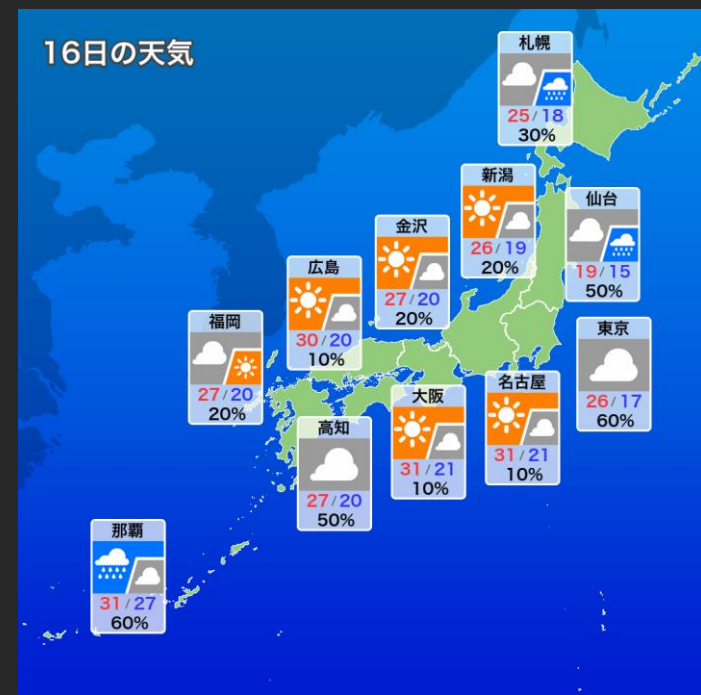 16日の天気
札幌
25/18
30%
新潟
26/19
20%
仙台
19/15
50%
金沢
27/20
20%
広島
30/20
10%
福岡
27/20
20%
東京
26/17
60%
名古屋
31/21
10%
大阪
31/21
10%
高知
27/20
50%
那覇
31/27
60%